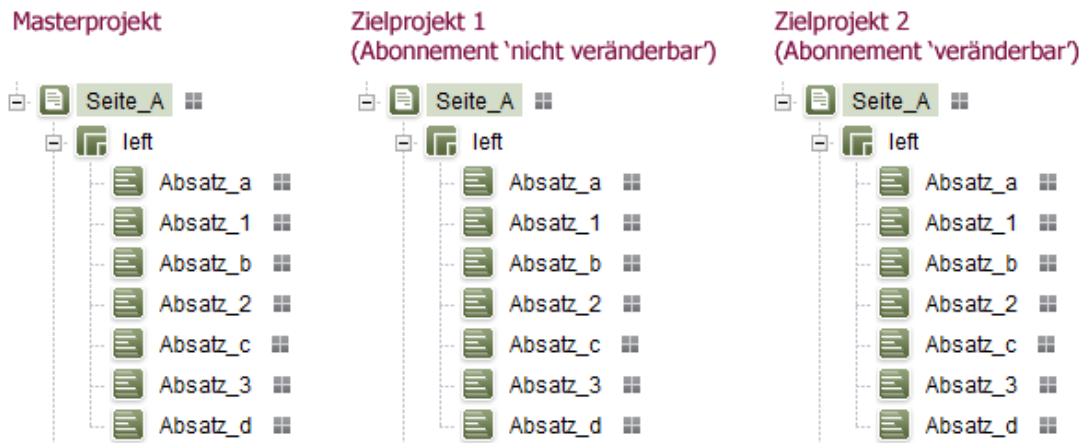 Masterprojekt
Seite_A
left
Absatz_a
Absatz_1
Absatz_b
Absatz_2
Absatz_c
Absatz_3
Absatz_d
Zielprojekt 1
(Abonnement `nicht veränderbar')
Seite_A
left
Absatz_a
Absatz_1
Absatz_b
Absatz_2
Absatz_c
Absatz_3
Absatz_d
Zielprojekt 2
(Abonnement `veränderbar')
Seite_A
left
Absatz_a
Absatz_1
Absatz_b
Absatz_2
Absatz_c
Absatz_3
Absatz_d